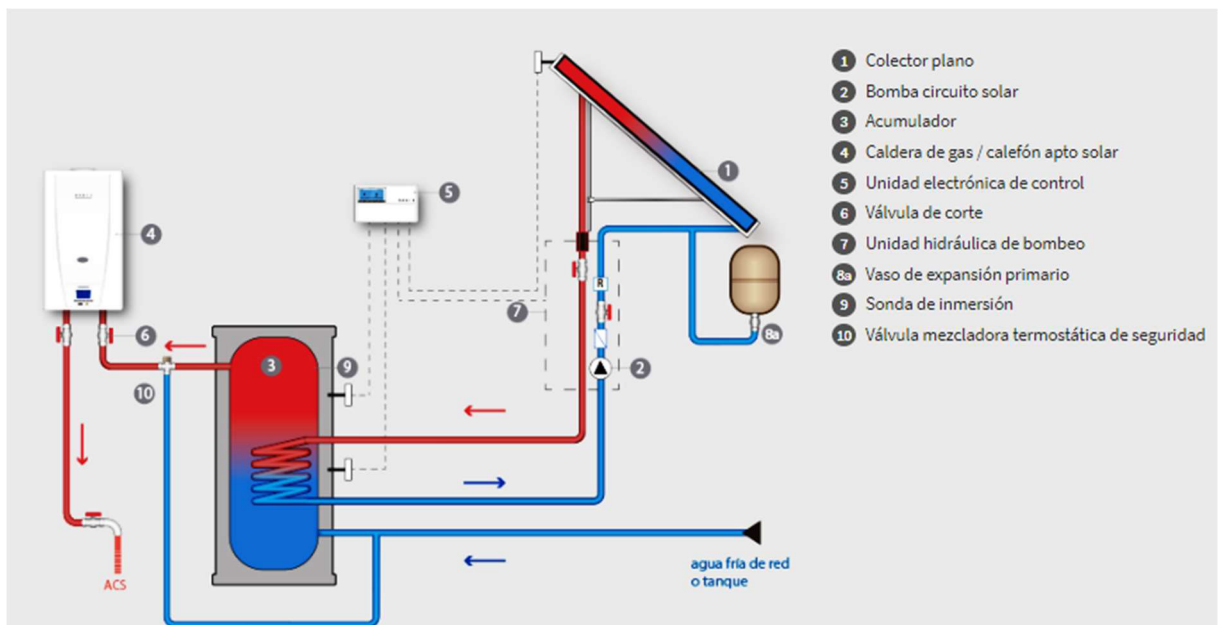 1 Colector plano
2 Bomba circuito solar
3 Acumulador
4 Caldera de gas / calefón apto solar
5 Unidad electrónica de control
6 Válvula de corte
7 Unidad hidráulica de bombeo
8a Vaso de expansión primario
9 Sonda de inmersión
10 Válvula mezcladora termostática de seguridad
1
5
4
R
7
8a
6
3
9
2
10
agua fría de red
o tanque
ACS